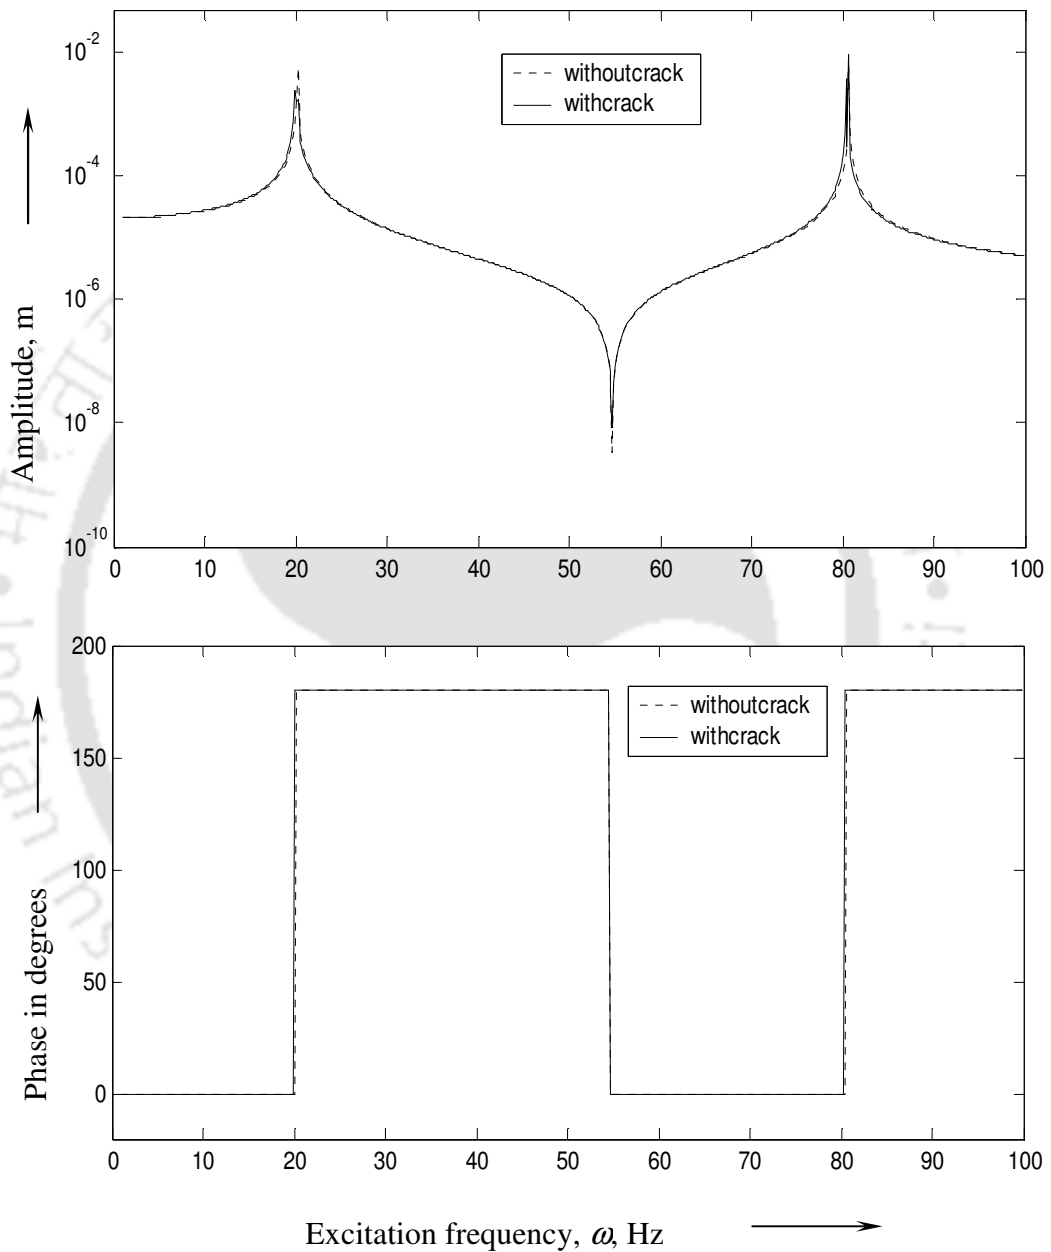 10-2
10-4
10-6
10-8
10-10
Amplitude, m
withoutcrack
withcrack
0 10 20 30 40 50 60 70 80 90 100
200
150
100
50
0
Phase in degrees
withoutcrack
withcrack
0 10 20 30 40 50 60 70 80 90 100
Excitation frequency, ω, Hz
Indian Ins